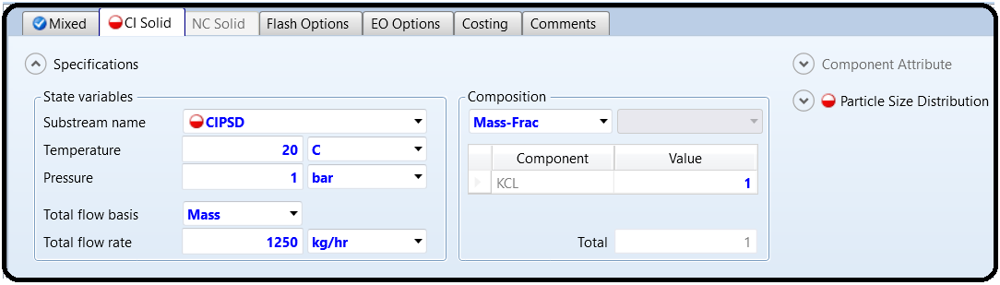 Mixed CI Solid NC Solid Flash Options EO Options Costing Comments
Specifications
Component Attribute
Particle Size Distribution
State variables
Substream name CIPSD
Temperature 20 C
Pressure 1 bar
Total flow basis Mass
Total flow rate 1250 kg/hr
Composition
Mass-Frac
Component Value
KCL 1
Total 1